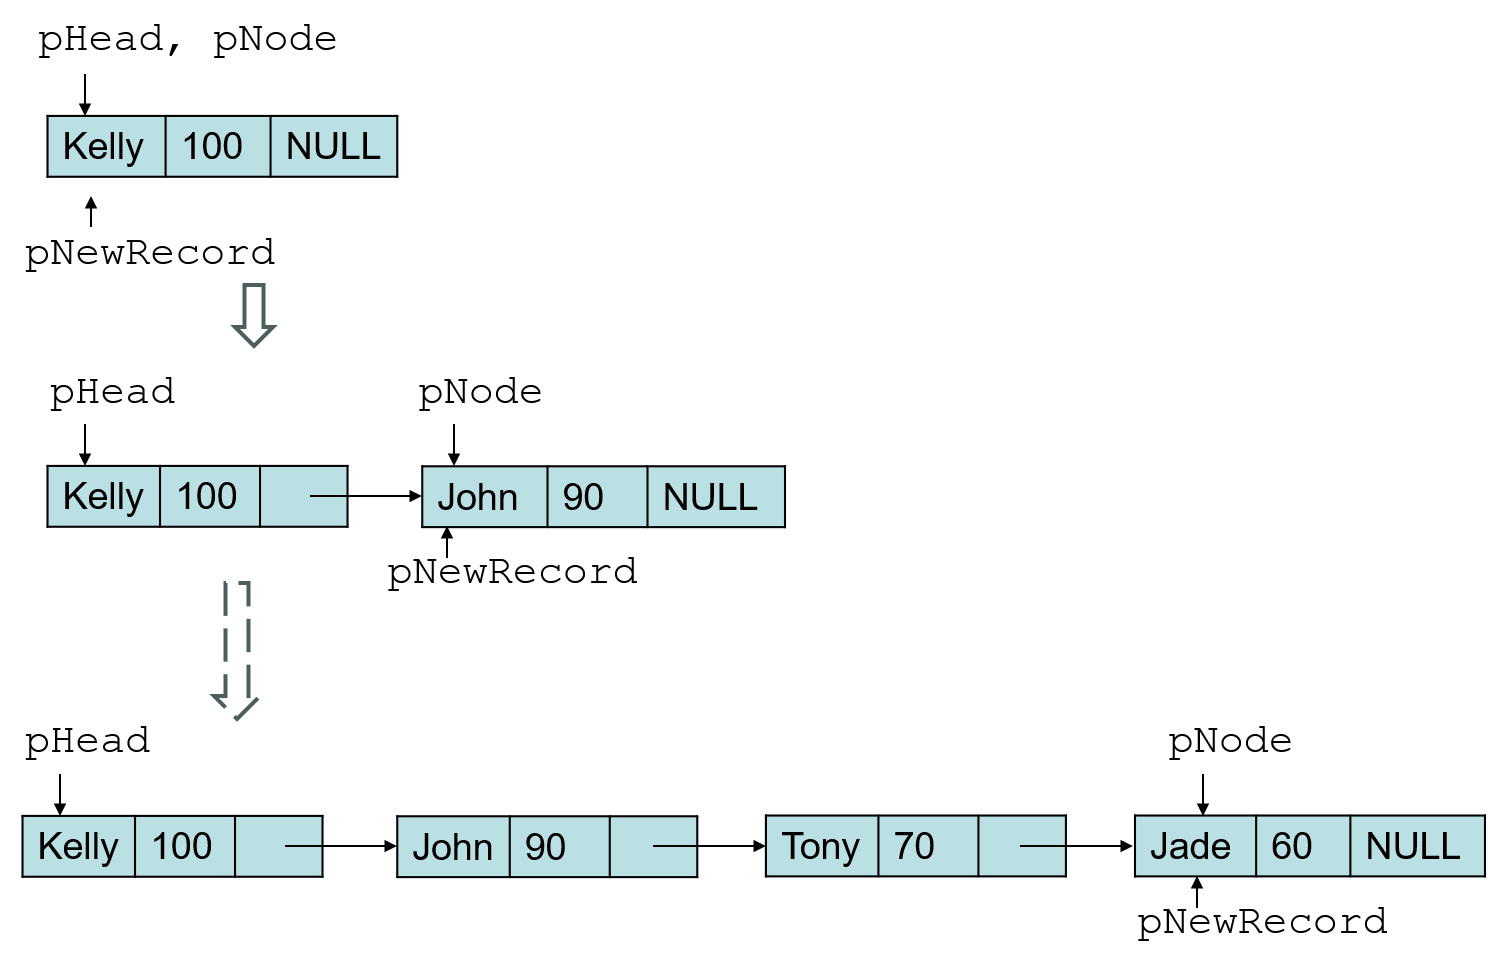 pHead, pNode
Kelly 100 NULL
pNewRecord
pHead pNode
Kelly 100 John 90 NULL
pNewRecord
pHead pNode
Kelly 100 John 90 Tony 70 Jade 60 NULL
pNewRecord